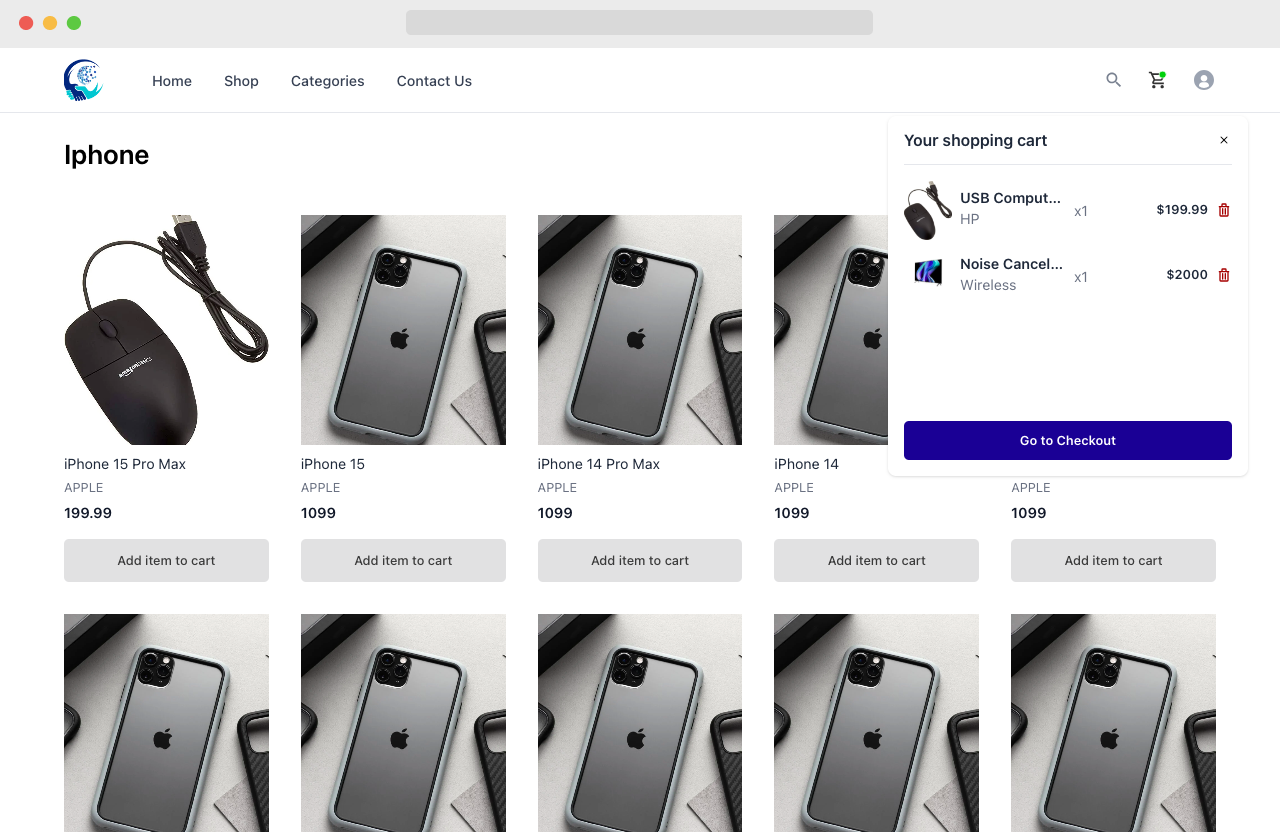 Home Shop Categories Contact Us
Iphone
Your shopping cart ×
USB Comput... x1 $199.99
HP
Noise Cancel... x1 $2000
Wireless
Go to Checkout
iPhone 15 Pro Max
APPLE
199.99
Add item to cart
iPhone 15
APPLE
1099
Add item to cart
iPhone 14 Pro Max
APPLE
1099
Add item to cart
iPhone 14
APPLE
1099
Add item to cart
APPLE
1099
Add item to cart
amazonbasics